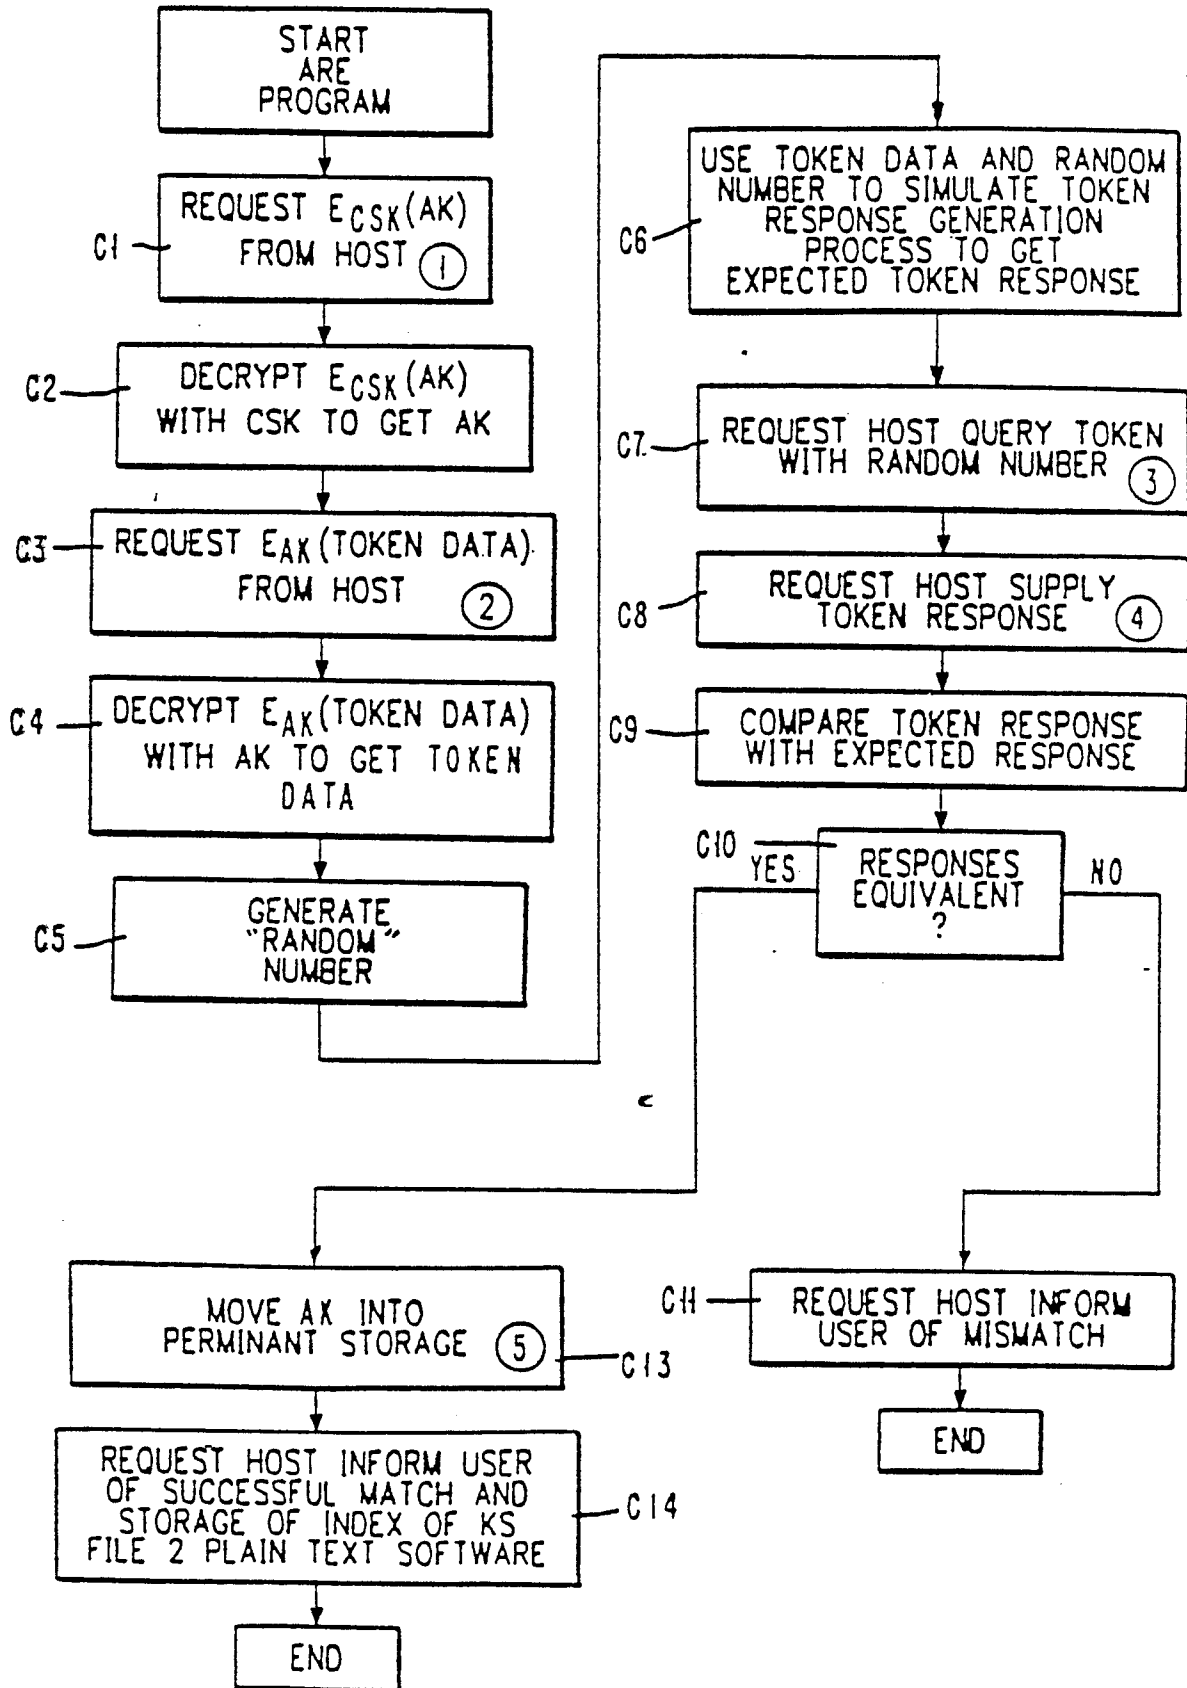 START
ARE
PROGRAM
C1
REQUEST ECSK(AK)
FROM HOST 1
C2
DECRYPT ECSK(AK)
WITH CSK TO GET AK
C3
REQUEST EAK(TOKEN DATA)
FROM HOST 2
C4
DECRYPT EAK(TOKEN DATA)
WITH AK TO GET TOKEN
DATA
C5
GENERATE
"RANDOM"
NUMBER
C6
USE TOKEN DATA AND RANDOM
NUMBER TO SIMULATE TOKEN
RESPONSE GENERATION
PROCESS TO GET
EXPECTED TOKEN RESPONSE
C7
REQUEST HOST QUERY TOKEN
WITH RANDOM NUMBER 3
C8
REQUEST HOST SUPPLY
TOKEN RESPONSE 4
C9
COMPARE TOKEN RESPONSE
WITH EXPECTED RESPONSE
C10
YES
RESPONSES
EQUIVALENT
?
NO
C11
REQUEST HOST INFORM
USER OF MISMATCH
END
MOVE AK INTO
PERMINANT STORAGE 5
C13
REQUEST HOST INFORM USER
OF SUCCESSFUL MATCH AND
STORAGE OF INDEX OF KS
FILE 2 PLAIN TEXT SOFTWARE
C14
END